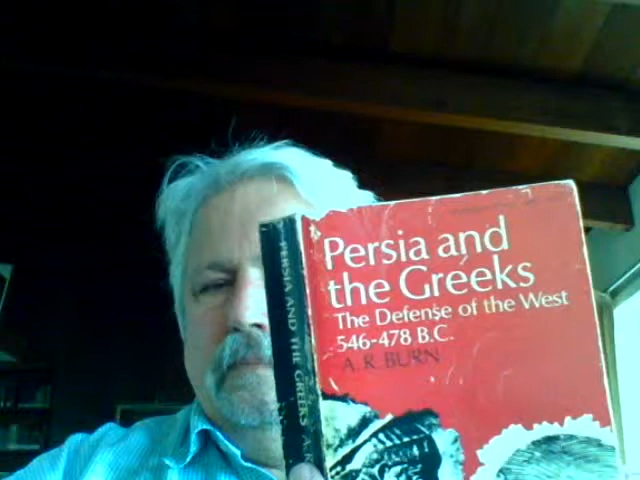 Persia and
the Greeks
The Defense of the West
546-478 B.C.
A. R. BURN
PERSIA AND THE GREEKS